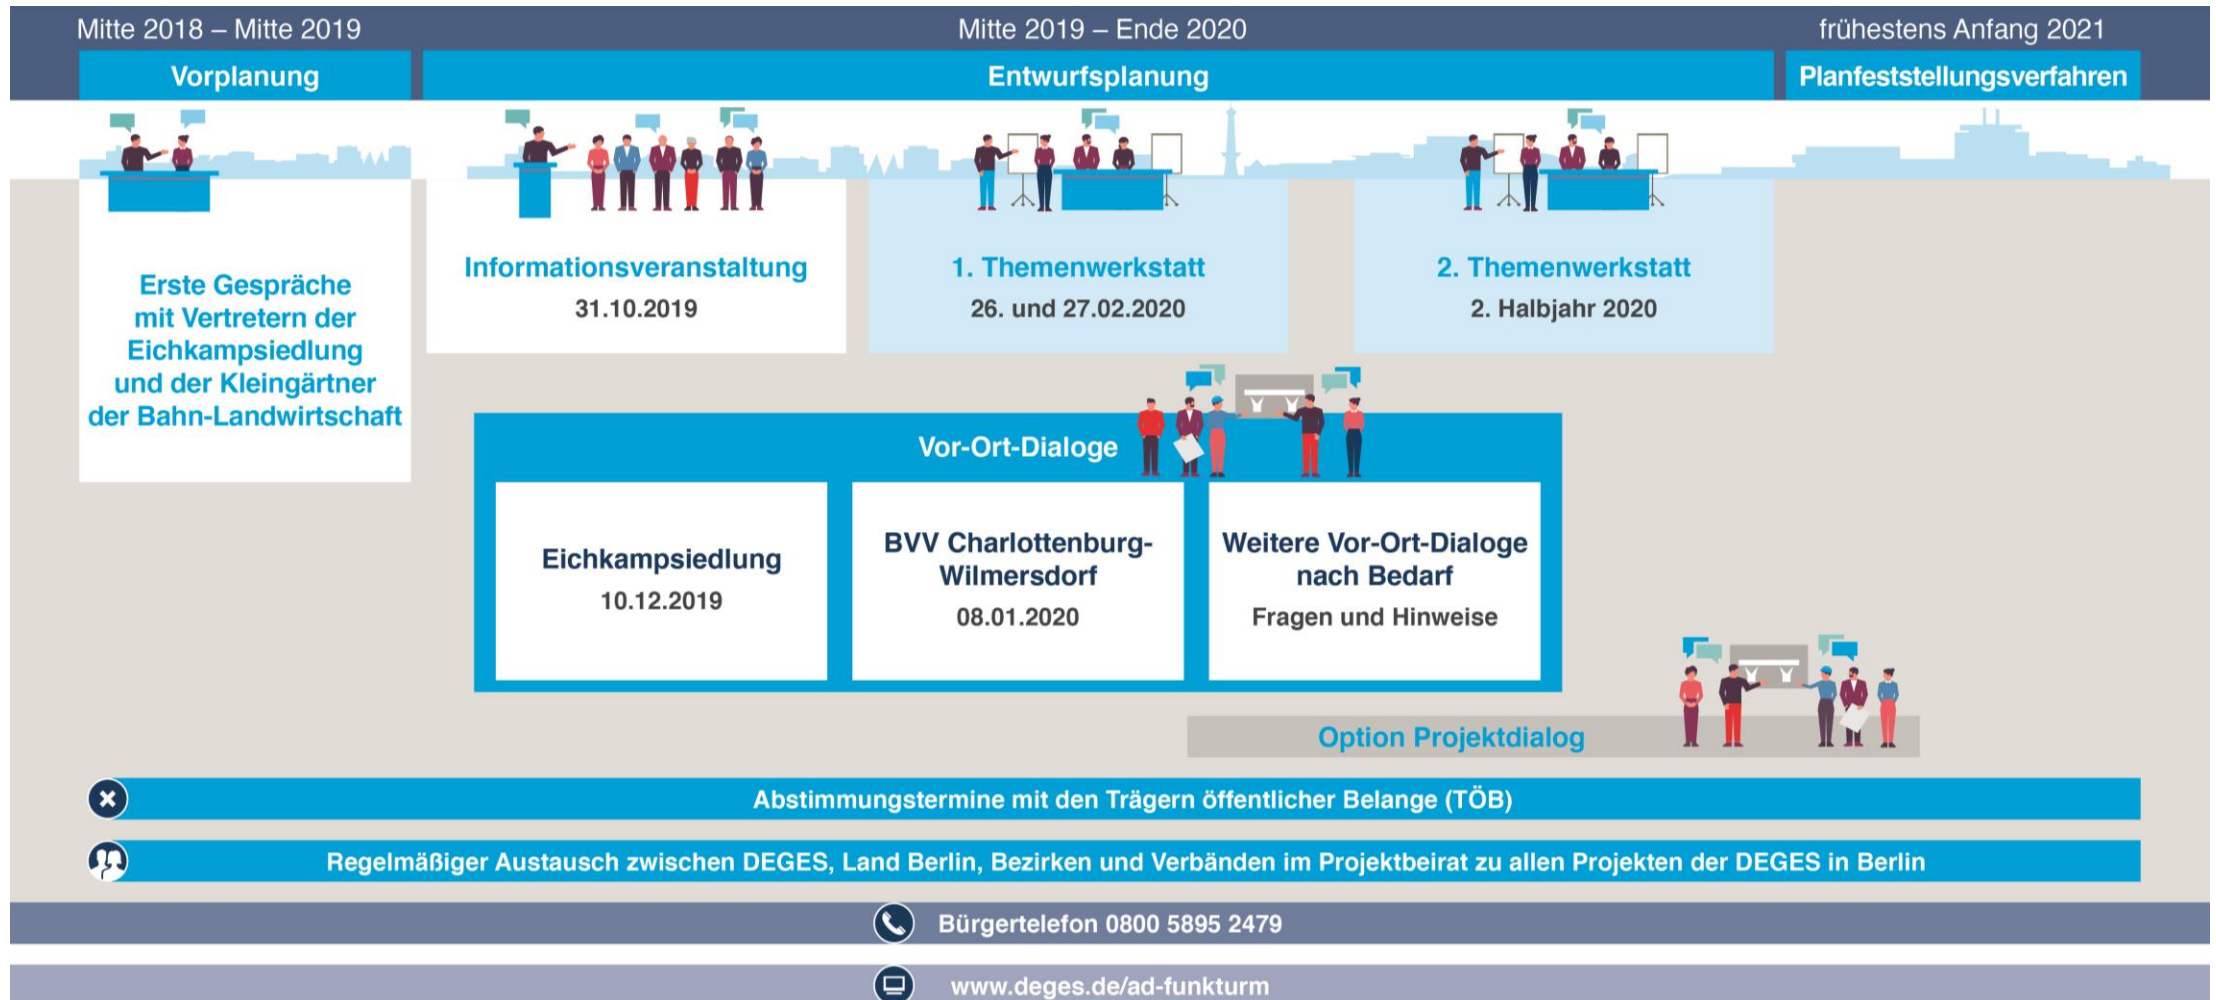 Mitte 2018 – Mitte 2019
Mitte 2019 – Ende 2020
frühestens Anfang 2021
Vorplanung
Entwurfsplanung
Planfeststellungsverfahren
Erste Gespräche
mit Vertretern der
Eichkampsiedlung
und der Kleingärtner
der Bahn-Landwirtschaft
Informationsveranstaltung
31.10.2019
1. Themenwerkstatt
26. und 27.02.2020
2. Themenwerkstatt
2. Halbjahr 2020
Vor-Ort-Dialoge
Eichkampsiedlung
10.12.2019
BVV Charlottenburg-
Wilmersdorf
08.01.2020
Weitere Vor-Ort-Dialoge
nach Bedarf
Fragen und Hinweise
Option Projektdialog
Abstimmungstermine mit den Trägern öffentlicher Belange (TÖB)
Regelmäßiger Austausch zwischen DEGES, Land Berlin, Bezirken und Verbänden im Projektbeirat zu allen Projekten der DEGES in Berlin
Bürgertelefon 0800 5895 2479
www.deges.de/ad-funkturm